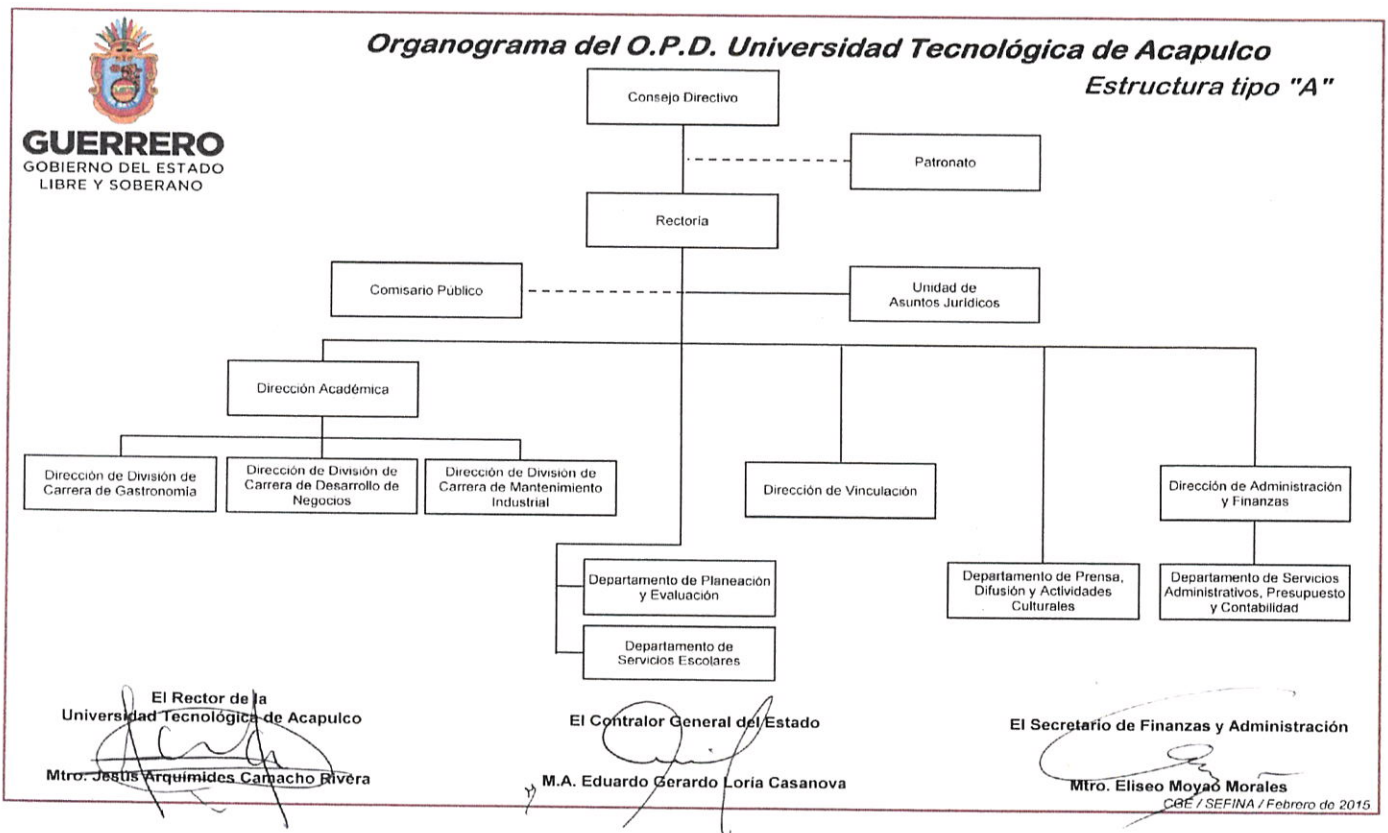 Organograma del O.P.D. Universidad Tecnológica de Acapulco
Estructura tipo "A"
GUERRERO
GOBIERNO DEL ESTADO
LIBRE Y SOBERANO
Consejo Directivo
Patronato
Rectoría
Comisario Público
Unidad de
Asuntos Jurídicos
Dirección Académica
Dirección de División de
Carrera de Gastronomía
Dirección de División de
Carrera de Desarrollo de
Negocios
Dirección de División de
Carrera de Mantenimiento
Industrial
Dirección de Vinculación
Dirección de Administración
y Finanzas
Departamento de Planeación
y Evaluación
Departamento de Prensa,
Difusión y Actividades
Culturales
Departamento de Servicios
Administrativos, Presupuesto
y Contabilidad
Departamento de
Servicios Escolares
El Rector de la
Universidad Tecnológica de Acapulco
Mtro. Jesús Arquímides Camacho Rivera
El Contralor General del Estado
M.A. Eduardo Gerardo Loria Casanova
El Secretario de Finanzas y Administración
Mtro. Eliseo Moyao Morales
CGE / SEFINA / Febrero de 2015